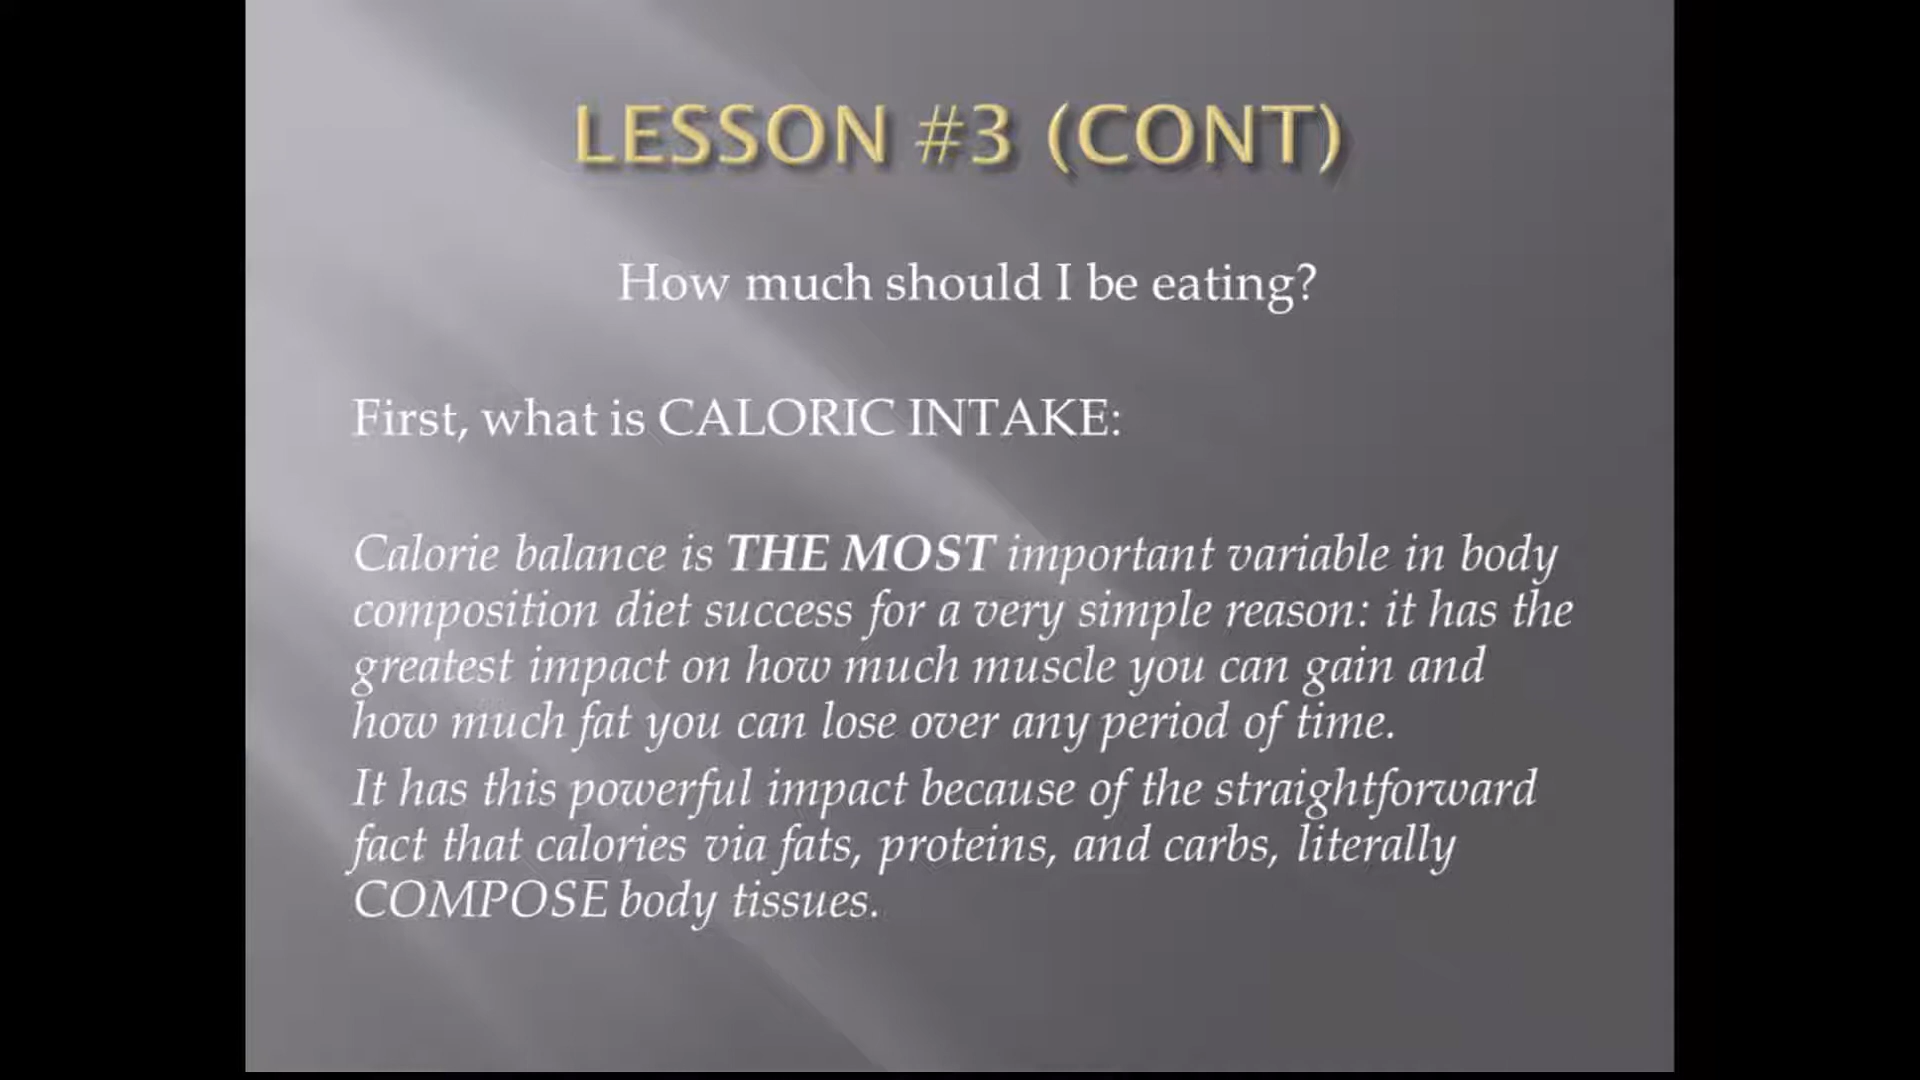 LESSON #3 (CONT)
How much should I be eating?
First, what is CALORIC INTAKE:
Calorie balance is THE MOST important variable in body
composition diet success for a very simple reason: it has the
greatest impact on how much muscle you can gain and
how much fat you can lose over any period of time.
It has this powerful impact because of the straightforward
fact that calories via fats, proteins, and carbs, literally
COMPOSE body tissues.